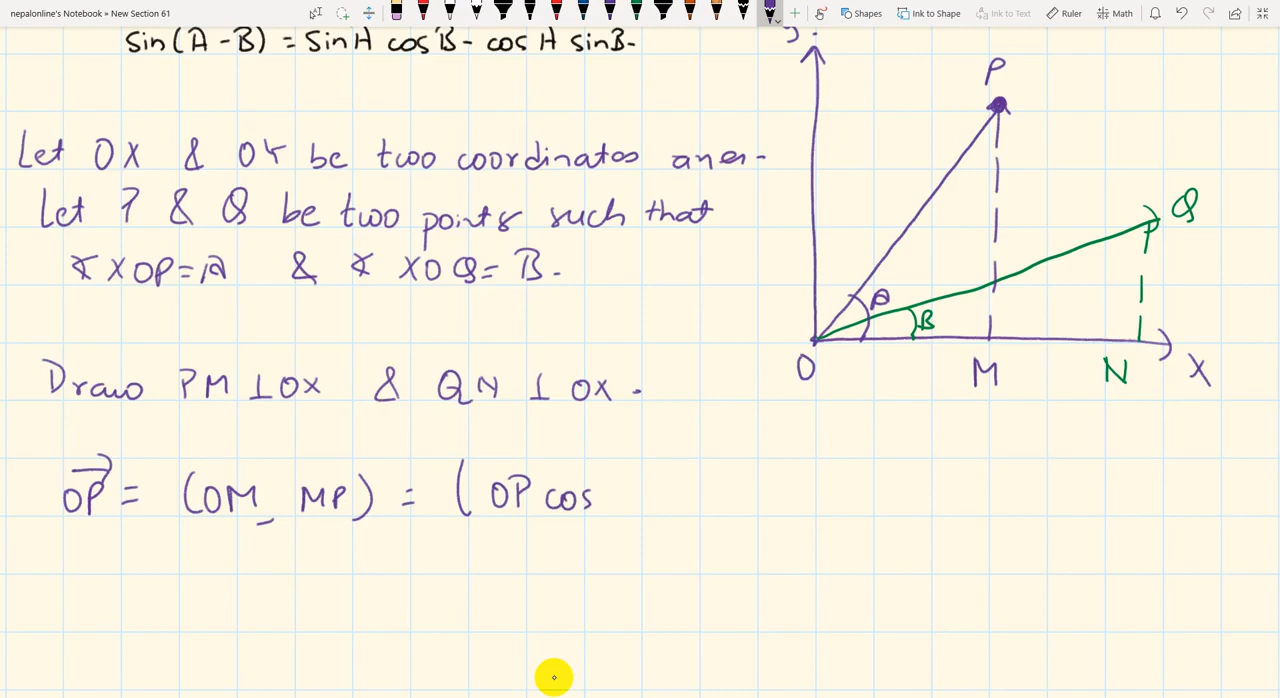 nepalonline's Notebook » New Section 61
Shapes Ink to Shape Ink to Text Ruler Math
Sin(A-B) = SinA cosB - cosA sinB.
Let OX & OY be two coordinates axes.
Let P & Q be two points such that
∡XOP=A & ∡XOQ=B.
Draw PM⊥OX & QN⊥OX.
OP→ = (OM, MP) = (OP cos
P
Q
A
B
O
M
N
X